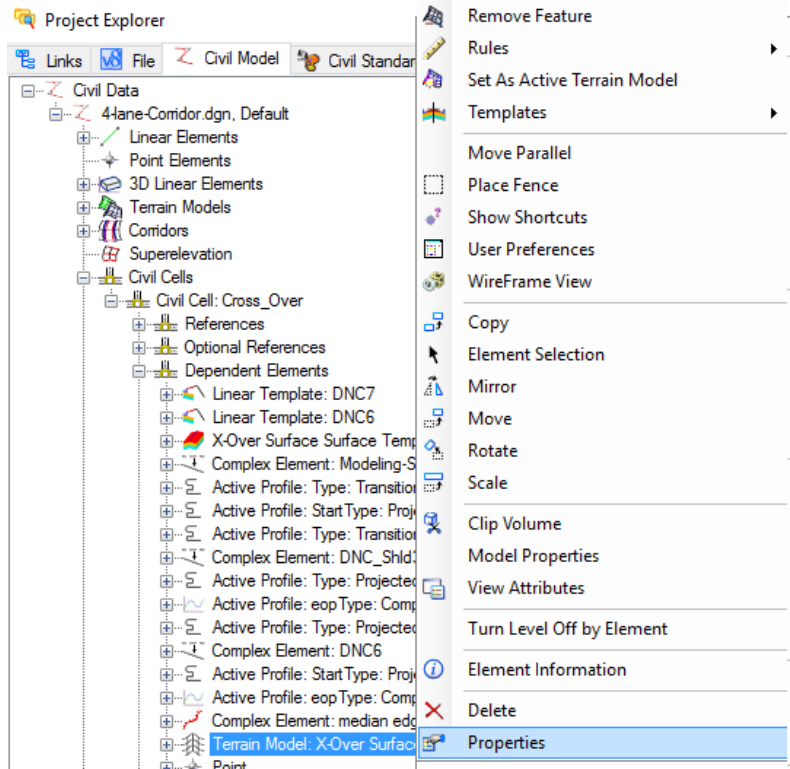 Project Explorer
Links File Civil Model Civil Standar
Civil Data
4-lane-Corridor.dgn, Default
Linear Elements
Point Elements
3D Linear Elements
Terrain Models
Corridors
Superelevation
Civil Cells
Civil Cell: Cross_Over
References
Optional References
Dependent Elements
Linear Template: DNC7
Linear Template: DNC6
X-Over Surface Surface Temp
Complex Element: Modeling-S
Active Profile: Type: Transition
Active Profile: StartType: Proje
Active Profile: Type: Transition
Complex Element: DNC_Shld3
Active Profile: Type: Projected
Active Profile: eopType: Comp
Active Profile: Type: Projected
Complex Element: DNC6
Active Profile: StartType: Proje
Active Profile: eopType: Comp
Complex Element: median edg
Terrain Model: X-Over Surface
Point
Remove Feature
Rules
Set As Active Terrain Model
Templates
Move Parallel
Place Fence
Show Shortcuts
User Preferences
WireFrame View
Copy
Element Selection
Mirror
Move
Rotate
Scale
Clip Volume
Model Properties
View Attributes
Turn Level Off by Element
Element Information
Delete
Properties